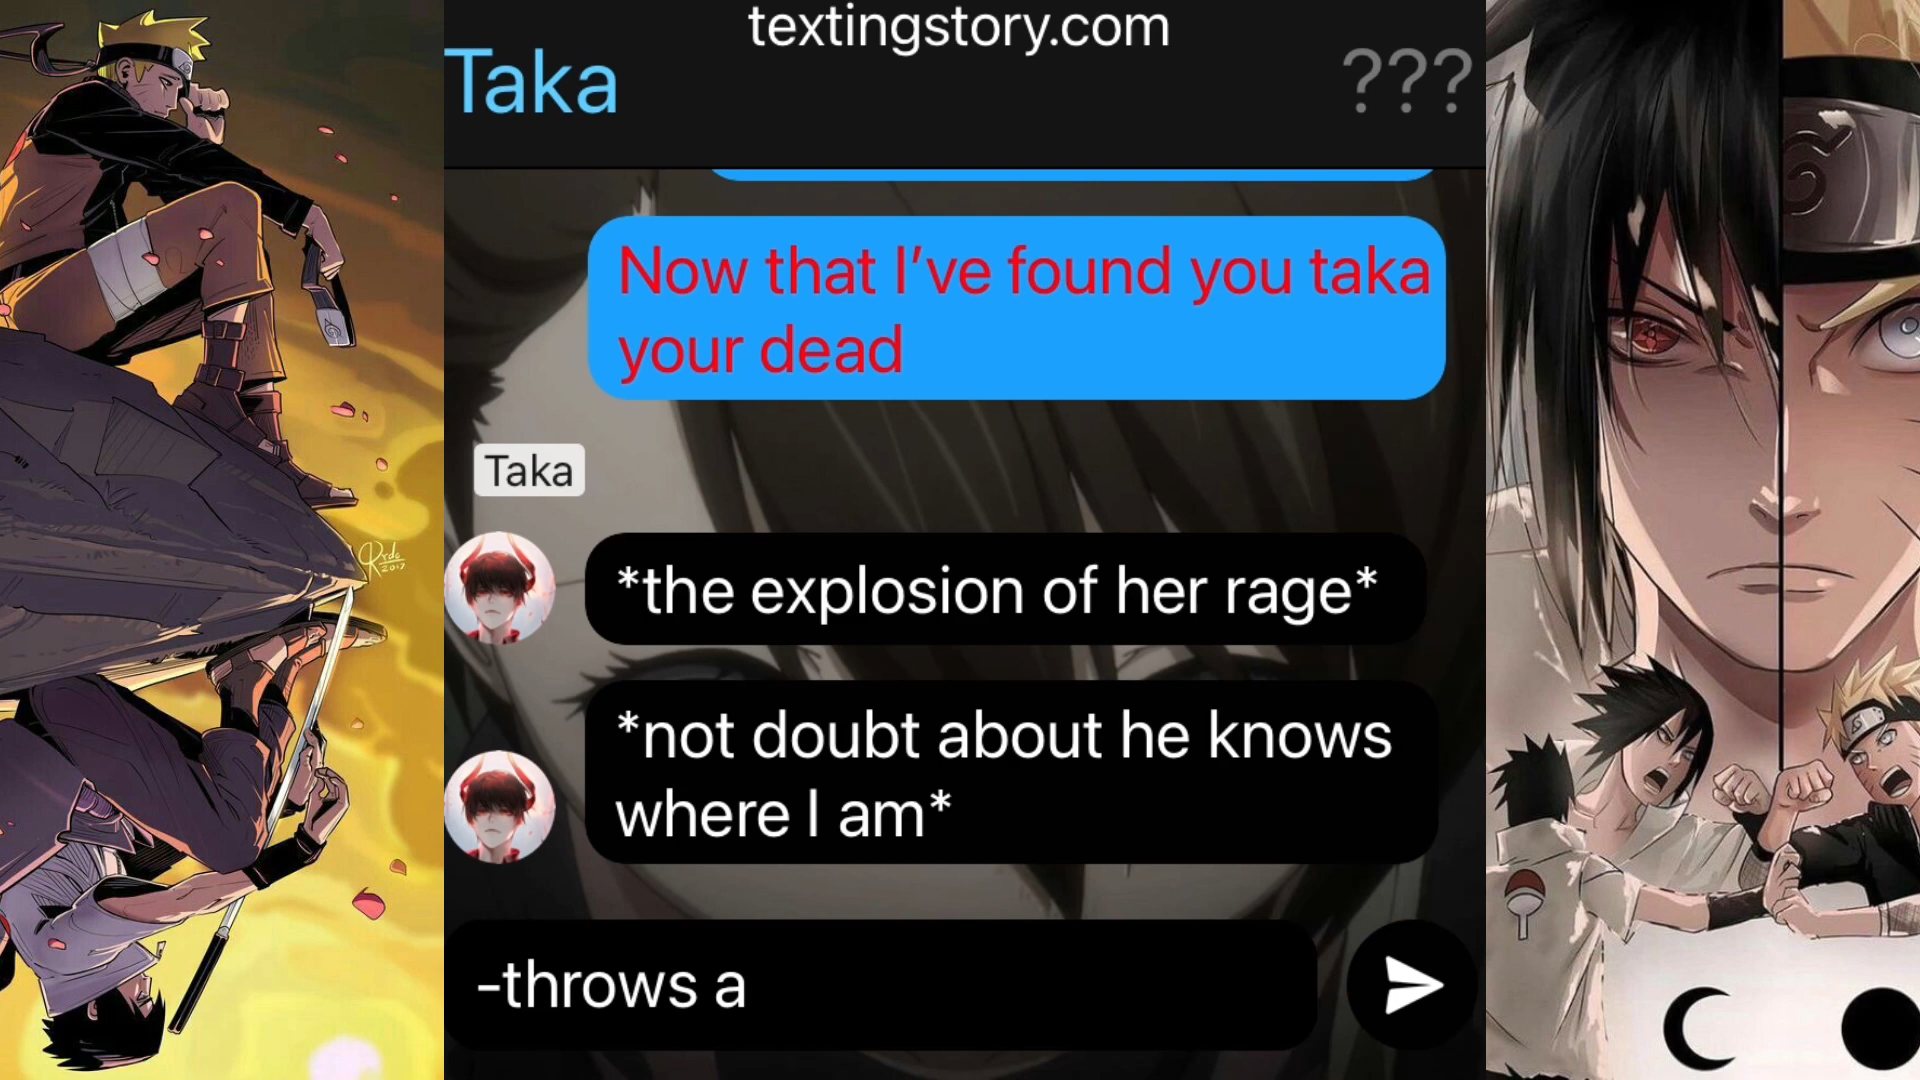 textingstory.com
Taka
???
Now that I’ve found you taka
your dead
Taka
*the explosion of her rage*
*not doubt about he knows
where I am*
-throws a
2017